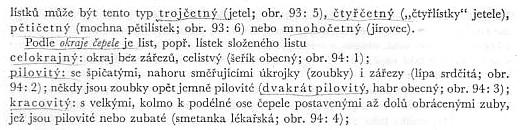 lístků může být tento typ trojčetný (jetel; obr. 93: 5), čtyřčetný („čtyřlístky“ jetele),
pětičetný (mochna pětilístek; obr. 93: 6) nebo mnohočetný (jírovec).
Podle okraje čepele je list, popř. lístek složeného listu
celokrajný: okraj bez zářezů, celistvý (šeřík obecný; obr. 94: 1);
pilovitý: se špičatými, nahoru směřujícími úkrojky (zoubky) i zářezy (lípa srdčitá; obr.
94: 2); někdy jsou zoubky opět jemně pilovité (dvakrát pilovitý, habr obecný; obr. 94: 3);
kracovitý: s velkými, kolmo k podélné ose čepele postavenými až dolů obrácenými zuby,
jež jsou pilovité nebo zubaté (smetanka lékařská; obr. 94: 4);